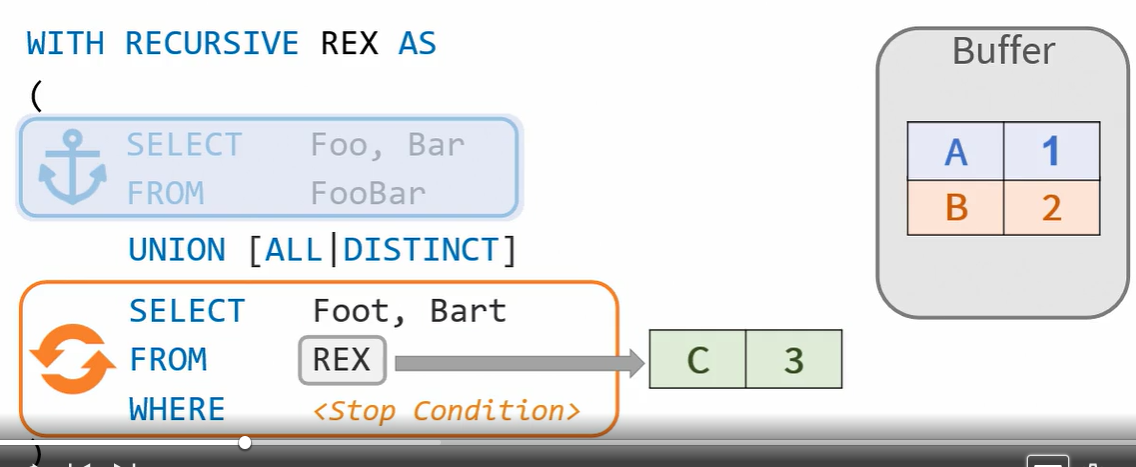 WITH RECURSIVE REX AS
(
SELECT Foo, Bar
FROM FooBar
UNION [ALL|DISTINCT]
SELECT Foot, Bart
FROM REX
WHERE <Stop Condition>
)
Buffer
A 1
B 2
C 3